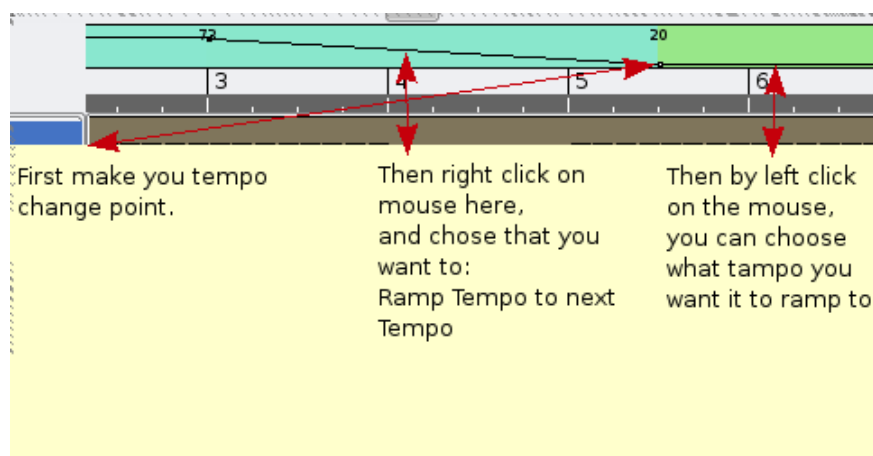 73
20
3
4
5
6
First make you tempo
change point.
Then right click on
mouse here,
and chose that you
want to:
Ramp Tempo to next
Tempo
Then by left click
on the mouse,
you can choose
what tampo you
want it to ramp to